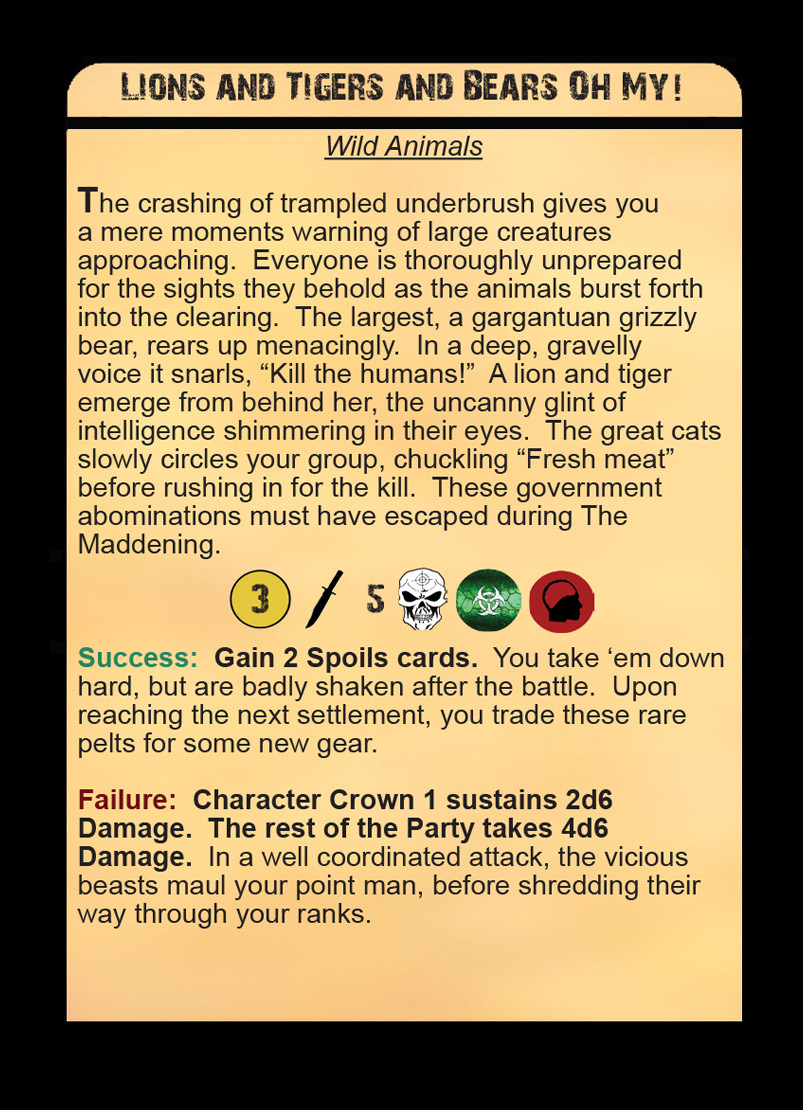 Lions and Tigers and Bears Oh My!
Wild Animals
The crashing of trampled underbrush gives you
a mere moments warning of large creatures
approaching.  Everyone is thoroughly unprepared
for the sights they behold as the animals burst forth
into the clearing.  The largest, a gargantuan grizzly
bear, rears up menacingly.  In a deep, gravelly
voice it snarls, “Kill the humans!”  A lion and tiger
emerge from behind her, the uncanny glint of
intelligence shimmering in their eyes.  The great cats
slowly circles your group, chuckling “Fresh meat”
before rushing in for the kill.  These government
abominations must have escaped during The
Maddening.
3 5
Success:  Gain 2 Spoils cards.  You take ‘em down
hard, but are badly shaken after the battle.  Upon
reaching the next settlement, you trade these rare
pelts for some new gear.
Failure:  Character Crown 1 sustains 2d6
Damage.  The rest of the Party takes 4d6
Damage.  In a well coordinated attack, the vicious
beasts maul your point man, before shredding their
way through your ranks.